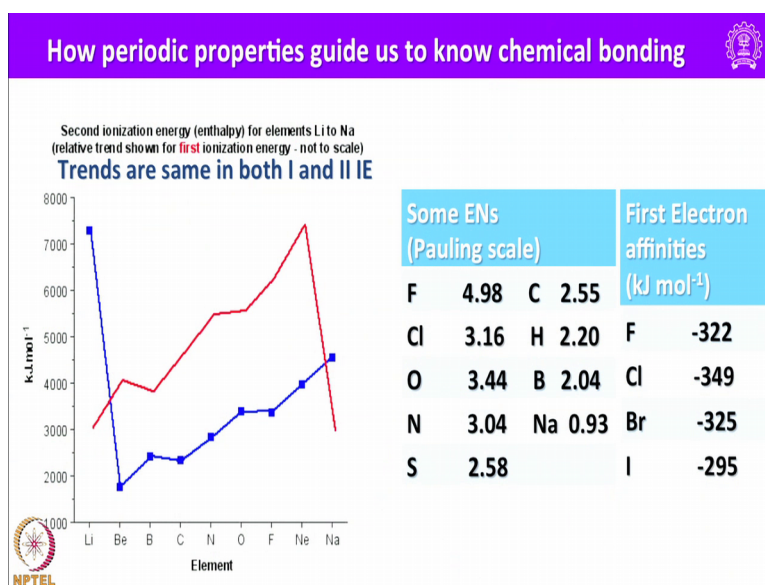 How periodic properties guide us to know chemical bonding
Second ionization energy (enthalpy) for elements Li to Na
(relative trend shown for first ionization energy - not to scale)
Trends are same in both I and II IE
8000
7000
6000
5000
4000
3000
2000
1000
kJ.mol⁻¹
Li Be B C N O F Ne Na
Element
Some ENs
(Pauling scale)
F 4.98 C 2.55
Cl 3.16 H 2.20
O 3.44 B 2.04
N 3.04 Na 0.93
S 2.58
First Electron
affinities
(kJ mol⁻¹)
F -322
Cl -349
Br -325
I -295
NPTEL